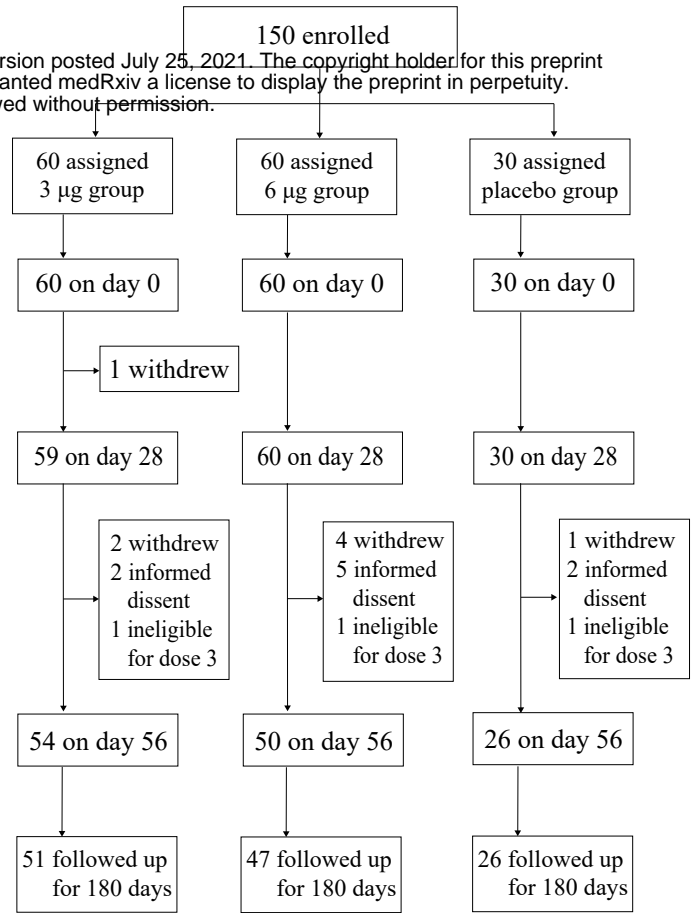 150 enrolled
rsion posted July 25, 2021. The copyright holder for this preprint
anted medRxiv a license to display the preprint in perpetuity.
wed without permission.
60 assigned
3 μg group
60 assigned
6 μg group
30 assigned
placebo group
60 on day 0
60 on day 0
30 on day 0
1 withdrew
59 on day 28
60 on day 28
30 on day 28
2 withdrew
2 informed
dissent
1 ineligible
for dose 3
4 withdrew
5 informed
dissent
1 ineligible
for dose 3
1 withdrew
2 informed
dissent
1 ineligible
for dose 3
54 on day 56
50 on day 56
26 on day 56
51 followed up
for 180 days
47 followed up
for 180 days
26 followed up
for 180 days